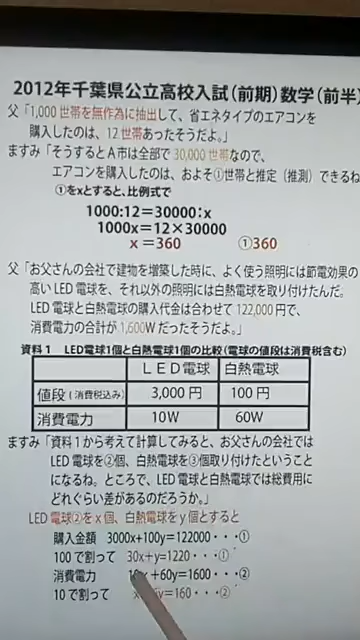 2012年千葉県公立高校入試(前期)数学(前半)
父「1,000世帯を無作為に抽出して、省エネタイプのエアコンを
購入したのは、12世帯あったそうだよ。」
ますみ「そうするとA市は全部で30,000世帯なので、
エアコンを購入したのは、およそ①世帯と推定(推測)できるね
①をxとすると、比例式で
1000:12=30000:x
1000x=12×30000
x=360 ①360
父「お父さんの会社で建物を増築した時に、よく使う照明には節電効果の
高いLED電球を、それ以外の照明には白熱電球を取り付けたんだ。
LED電球と白熱電球の購入代金は合わせて122,000円で、
消費電力の合計が1,600Wだったそうだよ。」
資料1 LED電球1個と白熱電球1個の比較(電球の値段は消費税含む)
LED電球 白熱電球
値段(消費税込み) 3,000円 100円
消費電力 10W 60W
ますみ「資料1から考えて計算してみると、お父さんの会社では
LED電球を②個、白熱電球を③個取り付けたということ
になるね。ところで、LED電球と白熱電球では総費用に
どれぐらい差があるのだろうか。」
LED電球②をx個、白熱電球をy個とすると
購入金額 3000x+100y=122000・・・①
100で割って 30x+y=1220・・・①
消費電力 +60y=1600・・・②
10で割って y=160・・・②